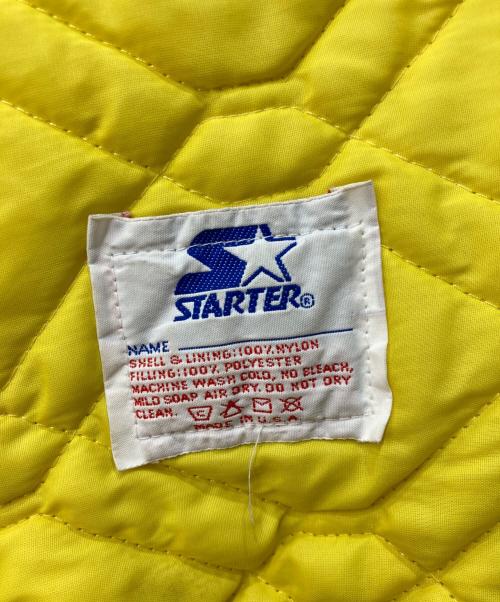 STARTER®
NAME
SHELL & LINING:100% NYLON
FILLING:100% POLYESTER
MACHINE WASH COLD, NO BLEACH,
MILD SOAP AIR DRY. DO NOT DRY
CLEAN.
MADE IN U.S.A.